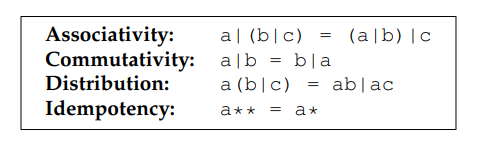 Associativity: a|(b|c) = (a|b)|c
Commutativity: a|b = b|a
Distribution: a(b|c) = ab|ac
Idempotency: a** = a*